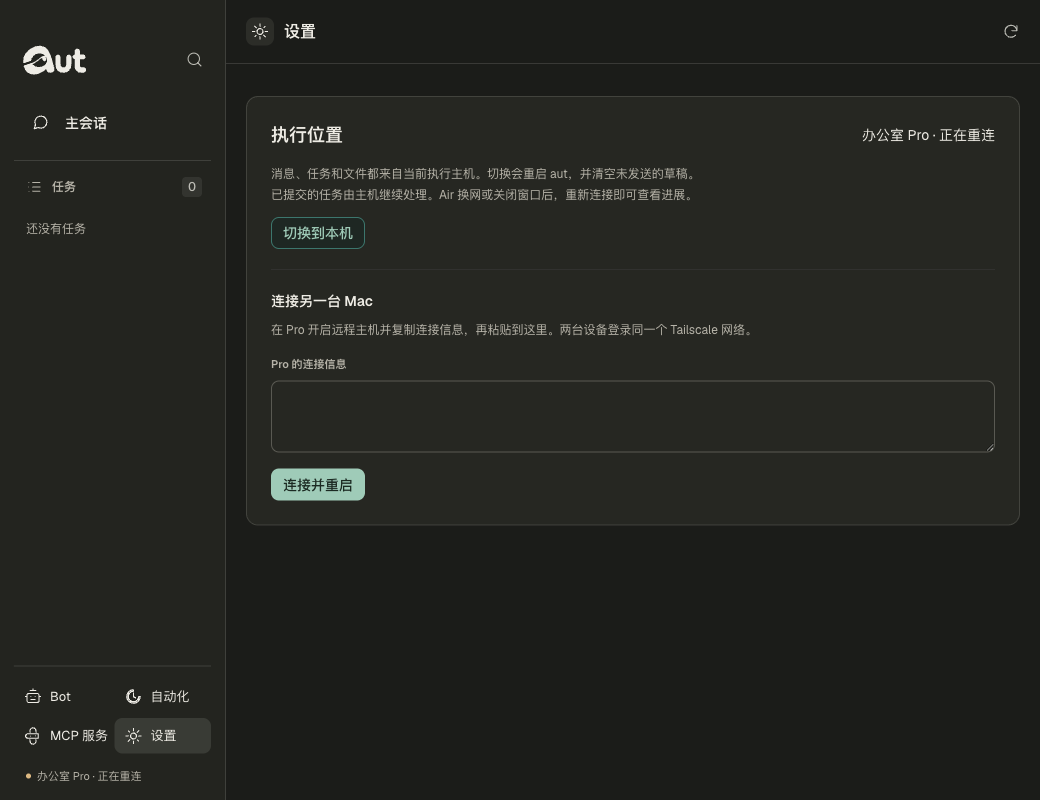 aut
主会话
任务
0
还没有任务
Bot
自动化
MCP 服务
设置
办公室 Pro · 正在重连
设置
执行位置
办公室 Pro · 正在重连
消息、任务和文件都来自当前执行主机。切换会重启 aut，并清空未发送的草稿。
已提交的任务由主机继续处理。Air 换网或关闭窗口后，重新连接即可查看进展。
切换到本机
连接另一台 Mac
在 Pro 开启远程主机并复制连接信息，再粘贴到这里。两台设备登录同一个 Tailscale 网络。
Pro 的连接信息
连接并重启